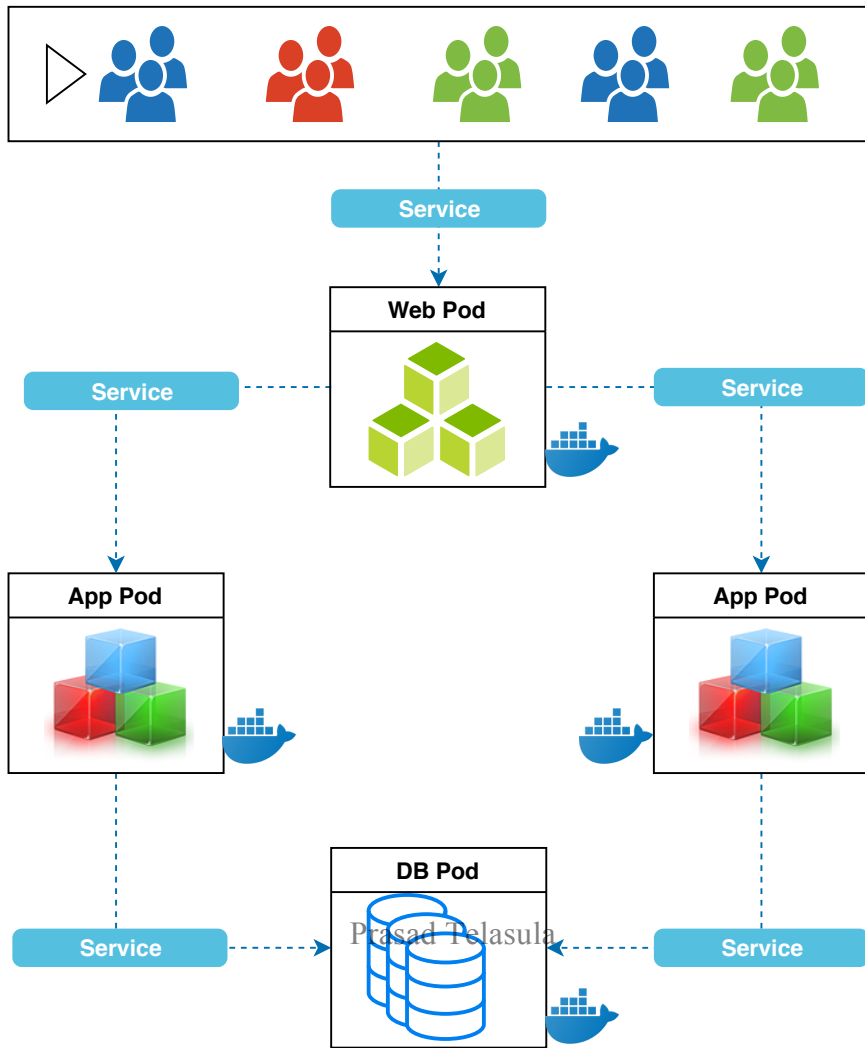 Service
Web Pod
Service
Service
App Pod
App Pod
DB Pod
Prasad Telasula
Service
Service